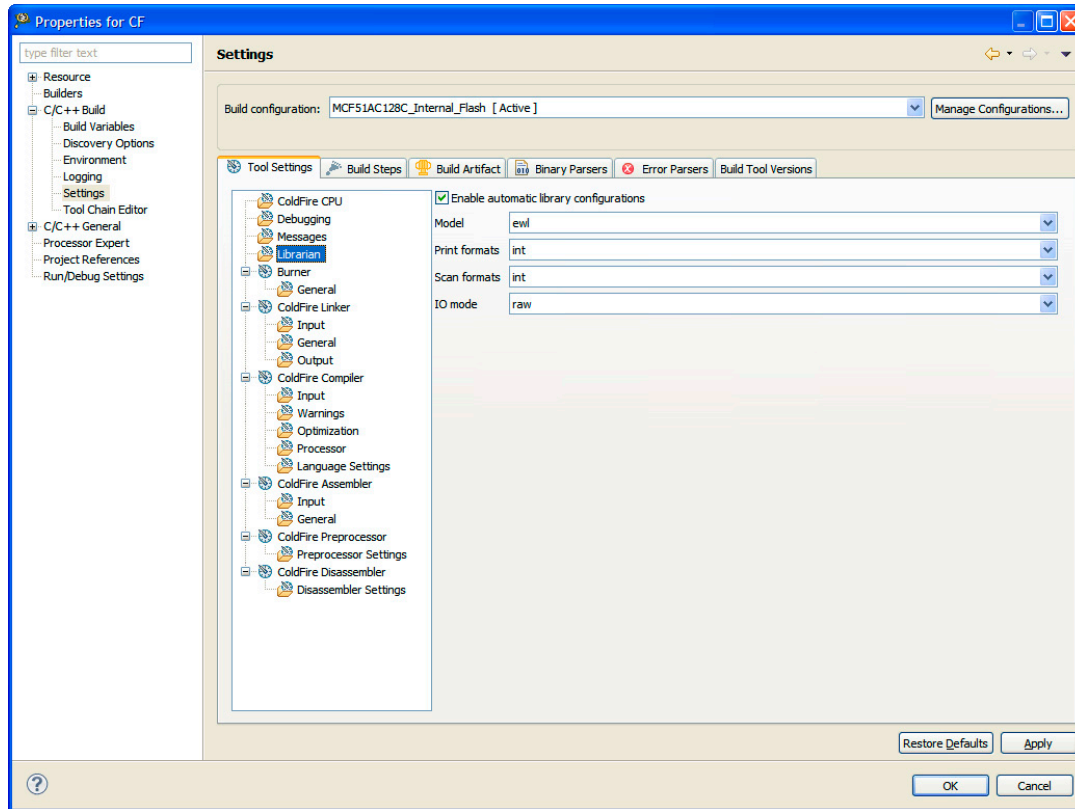 Properties for CF
type filter text
Resource
Builders
C/C++ Build
Build Variables
Discovery Options
Environment
Logging
Settings
Tool Chain Editor
C/C++ General
Processor Expert
Project References
Run/Debug Settings
Settings
Build configuration: MCF51AC128C_Internal_Flash [ Active ] Manage Configurations...
Tool Settings Build Steps Build Artifact Binary Parsers Error Parsers Build Tool Versions
ColdFire CPU
Debugging
Messages
Librarian
Burner
General
ColdFire Linker
Input
General
Output
ColdFire Compiler
Input
Warnings
Optimization
Processor
Language Settings
ColdFire Assembler
Input
General
ColdFire Preprocessor
Preprocessor Settings
ColdFire Disassembler
Disassembler Settings
Enable automatic library configurations
Model ewl
Print formats int
Scan formats int
IO mode raw
Restore Defaults Apply
? OK Cancel